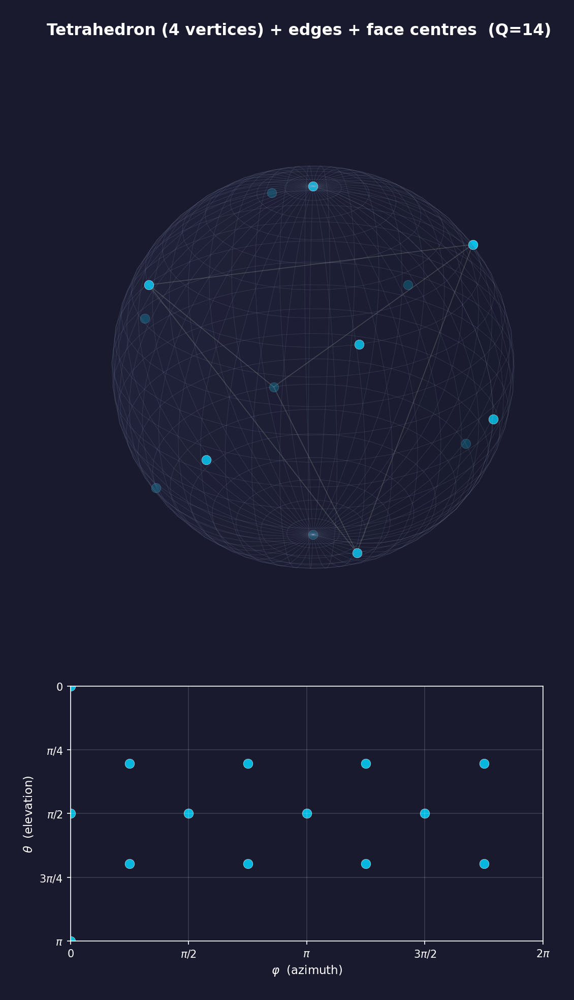 Tetrahedron (4 vertices) + edges + face centres (Q=14)
0
π/4
π/2
3π/4
π
θ (elevation)
0 π/2 π 3π/2 2π
φ (azimuth)